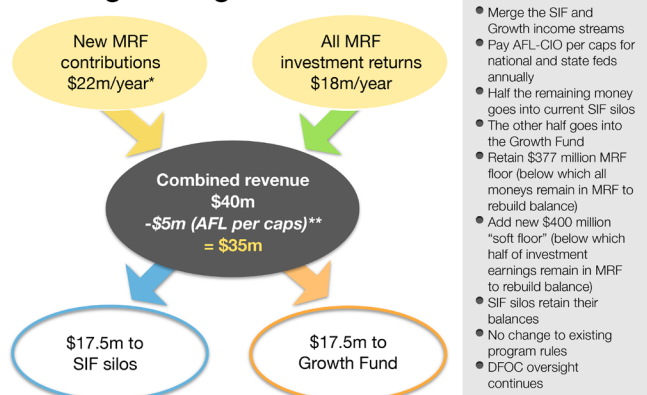 New MRF
contributions
$22m/year*
All MRF
investment returns
$18m/year
Combined revenue
$40m
-$5m (AFL per caps)**
= $35m
$17.5m to
SIF silos
$17.5m to
Growth Fund
Merge the SIF and
Growth income streams
Pay AFL-CIO per caps for
national and state feds
annually
Half the remaining money
goes into current SIF silos
The other half goes into
the Growth Fund
Retain $377 million MRF
floor (below which all
moneys remain in MRF to
rebuild balance)
Add new $400 million
“soft floor” (below which
half of investment
earnings remain in MRF
to rebuild balance)
SIF silos retain their
balances
No change to existing
program rules
DFOC oversight
continues